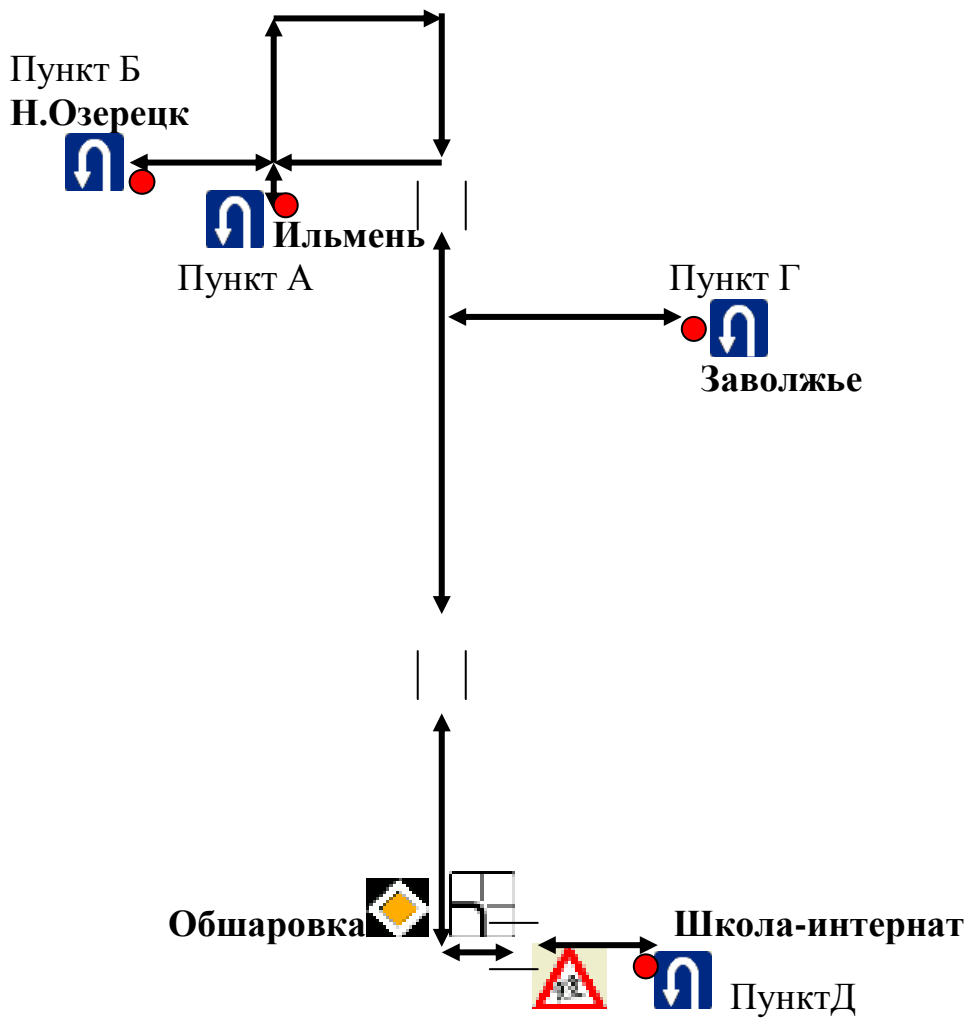 Пункт Б
Н.Озерецк
Ильмень
Пункт А
Пункт Г
Заволжье
Обшаровка
Школа-интернат
ПунктД